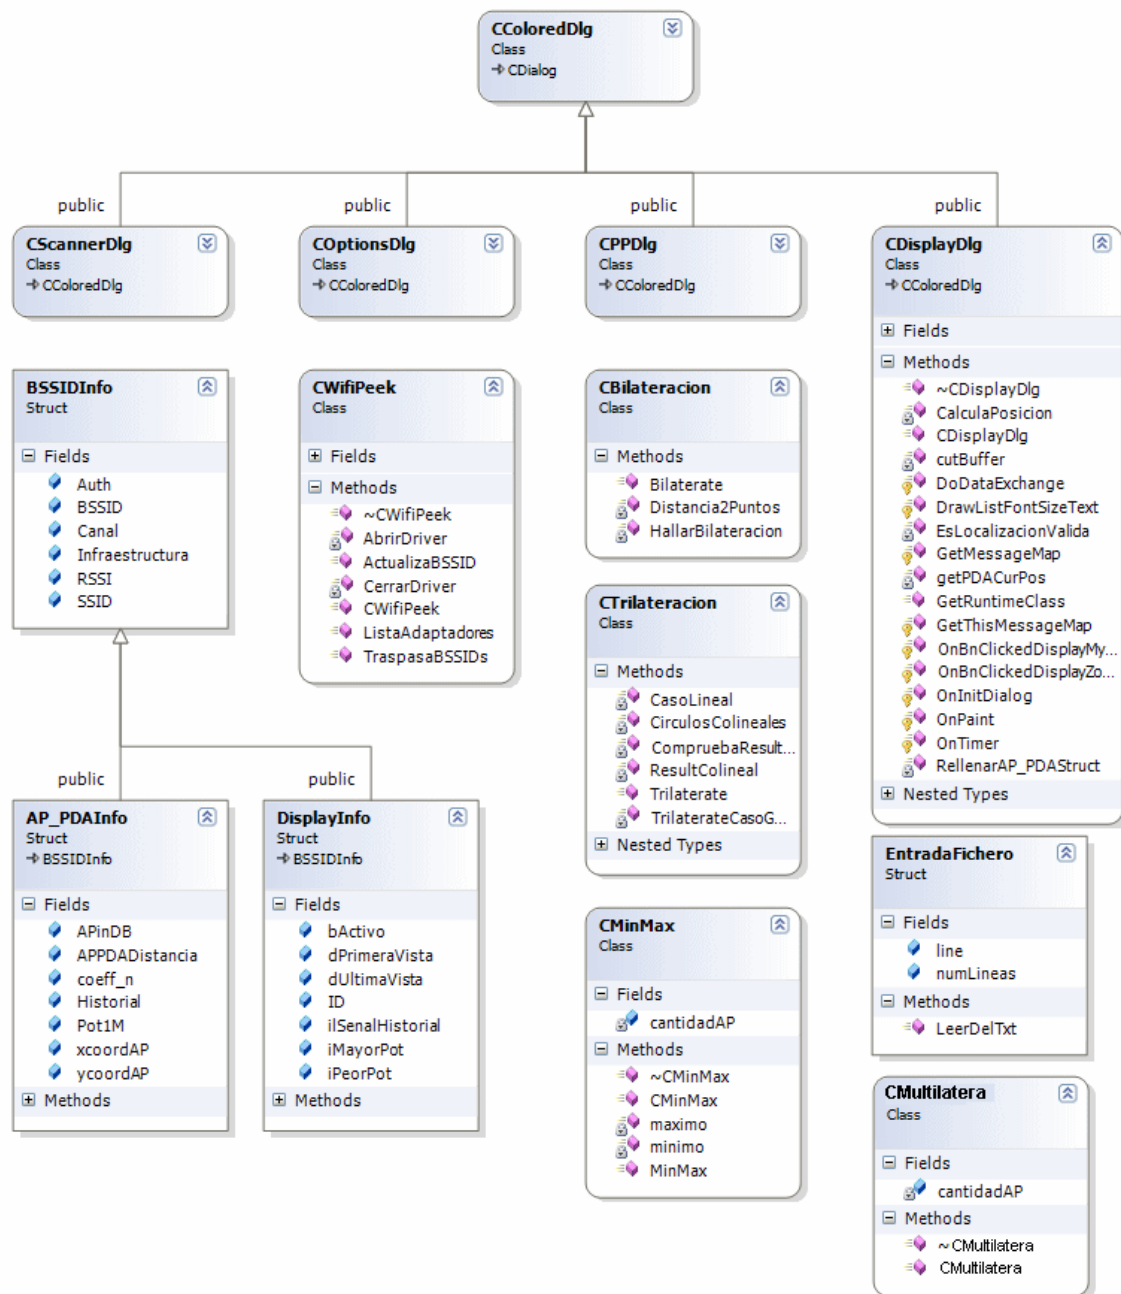 CColoredDlg
Class
CDialog
public
public
public
public
CScannerDlg
Class
CColoredDlg
COptionsDlg
Class
CColoredDlg
CPPDlg
Class
CColoredDlg
CDisplayDlg
Class
CColoredDlg
Fields
Methods
~CDisplayDlg
CalculaPosicion
CDisplayDlg
cutBuffer
DoDataExchange
DrawListFontSizeText
EsLocalizacionValida
GetMessageMap
getPDACurPos
GetRuntimeClass
GetThisMessageMap
OnBnClickedDisplayMy...
OnBnClickedDisplayZo...
OnInitDialog
OnPaint
OnTimer
RellenarAP_PDAStruct
Nested Types
BSSIDInfo
Struct
Fields
Auth
BSSID
Canal
Infraestructura
RSSI
SSID
CWifiPeek
Class
Fields
Methods
~CWifiPeek
AbrirDriver
ActualizaBSSID
CerrarDriver
CWifiPeek
ListaAdaptadores
TraspasaBSSIDs
CBilateracion
Class
Methods
Bilaterate
Distancia2Puntos
HallarBilateracion
CTrilateracion
Class
Methods
CasoLineal
CirculosColineales
CompruebaResult...
ResultColineal
Trilaterate
TrilaterateCasoG...
Nested Types
public
public
AP_PDAInfo
Struct
BSSIDInfo
Fields
APinDB
APPDADistancia
coeff_n
Historial
Pot1M
xcoordAP
ycoordAP
Methods
DisplayInfo
Struct
BSSIDInfo
Fields
bActivo
dPrimeraVista
dUltimaVista
ID
ilSenalHistorial
iMayorPot
iPeorPot
Methods
CMinMax
Class
Fields
cantidadAP
Methods
~CMinMax
CMinMax
maximo
minimo
MinMax
EntradaFichero
Struct
Fields
line
numLineas
Methods
LeerDelTxt
CMultilatera
Class
Fields
cantidadAP
Methods
~CMultilatera
CMultilatera